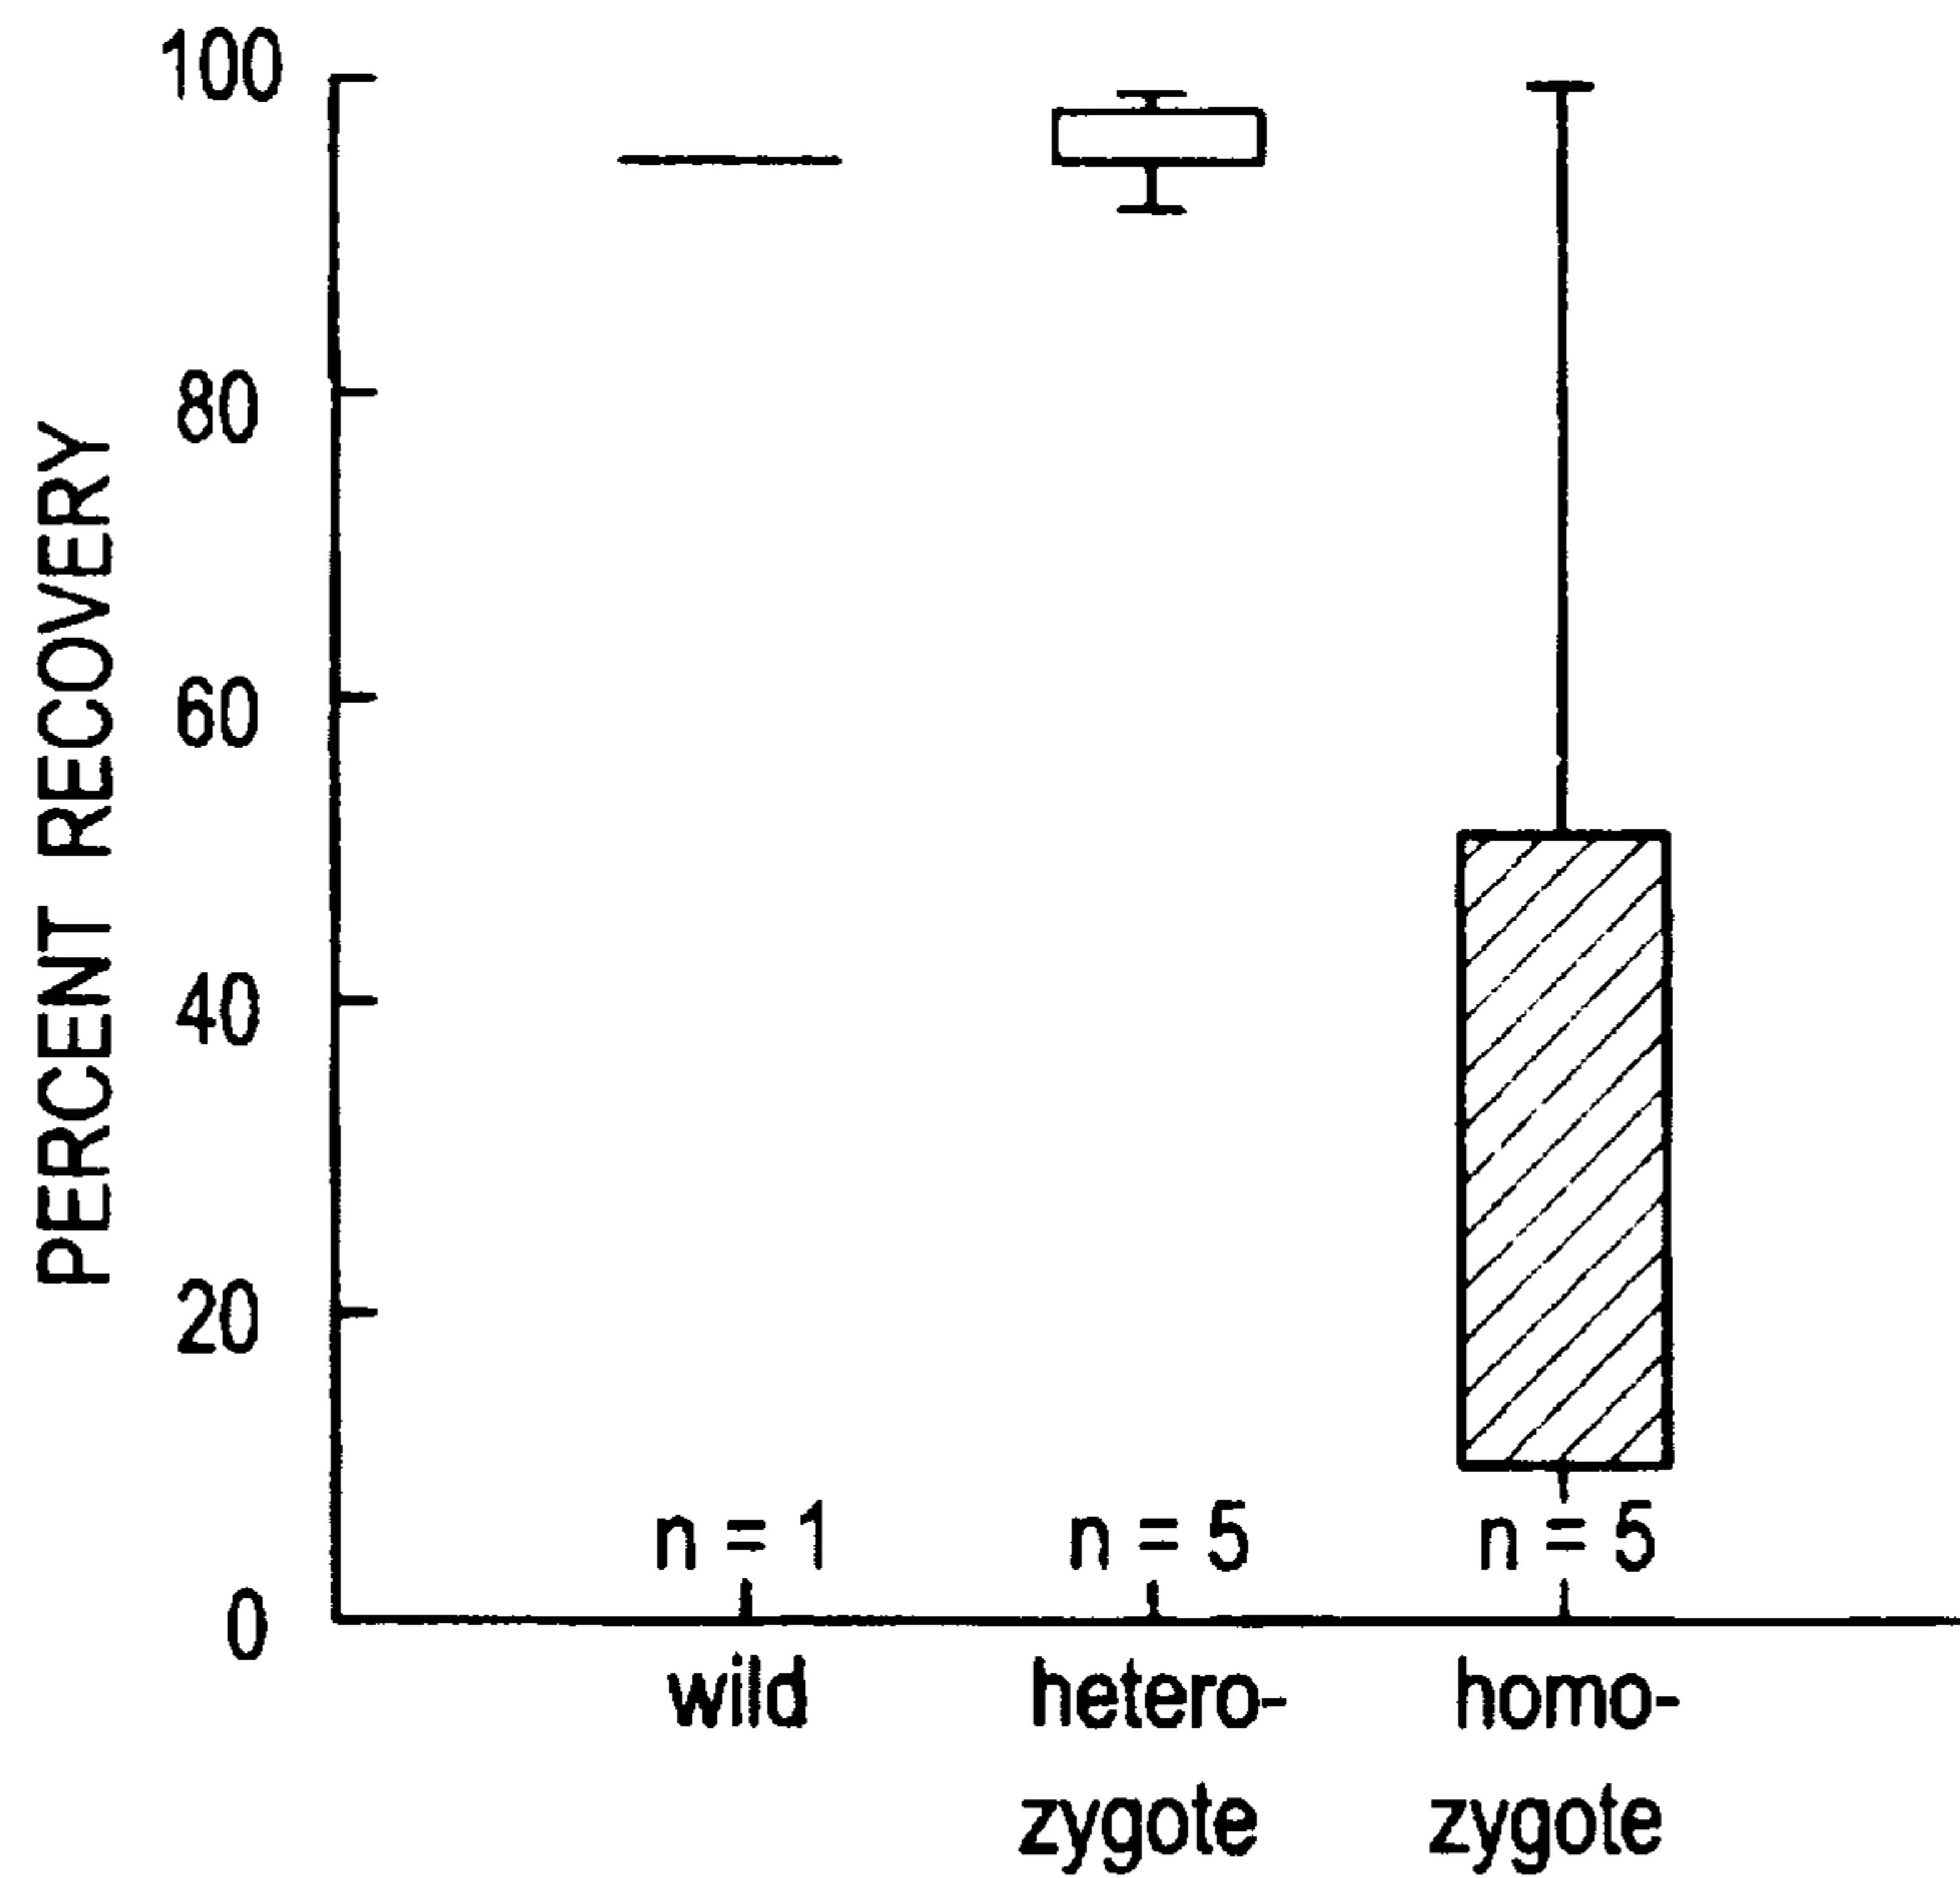 PERCENT RECOVERY
100
80
60
40
20
0
n = 1
n = 5
n = 5
wild
hetero-
zygote
homo-
zygote